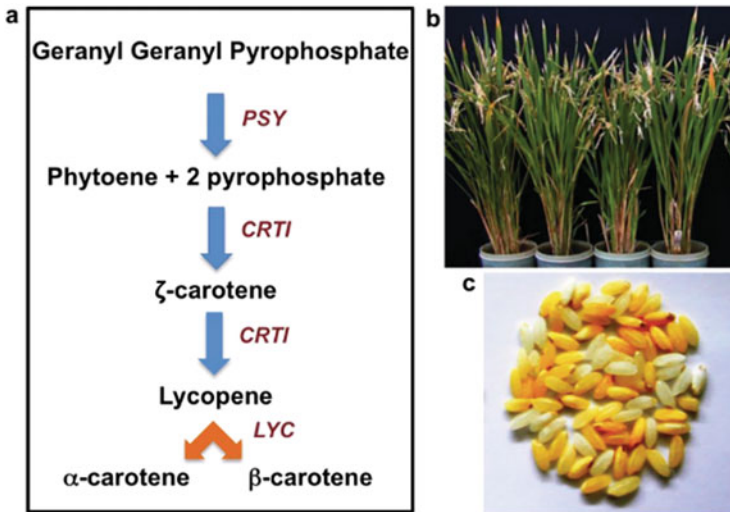 a
Geranyl Geranyl Pyrophosphate
PSY
Phytoene + 2 pyrophosphate
CRTI
ζ-carotene
CRTI
Lycopene
LYC
α-carotene β-carotene
b
c